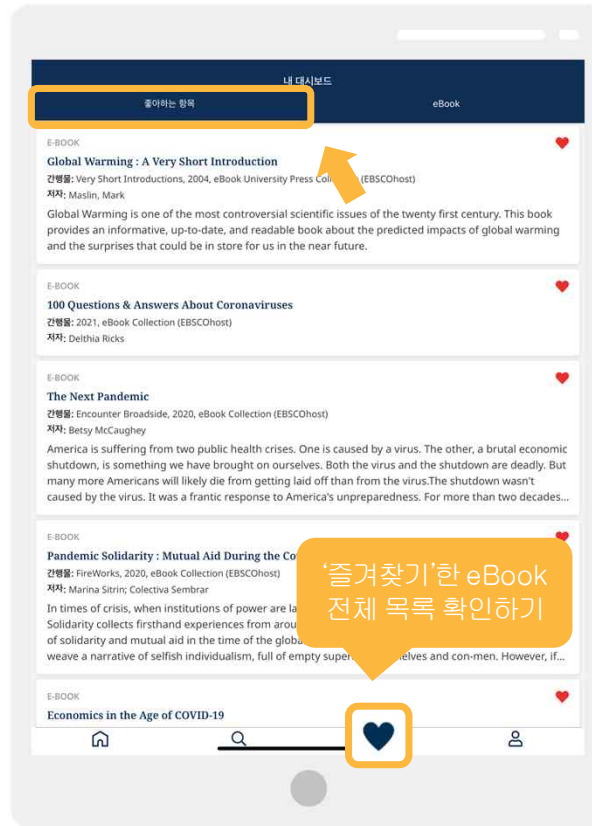 내 대시보드
좋아하는 항목
eBook
E-BOOK
Global Warming : A Very Short Introduction
간행물: Very Short Introductions, 2004, eBook University Press (EBSCOhost)
저자: Maslin, Mark
Global Warming is one of the most controversial scientific issues of the twenty first century. This book
provides an informative, up-to-date, and readable book about the predicted impacts of global warming
and the surprises that could be in store for us in the near future.
E-BOOK
100 Questions & Answers About Coronaviruses
간행물: 2021, eBook Collection (EBSCOhost)
저자: Delthia Ricks
E-BOOK
The Next Pandemic
간행물: Encounter Broadside, 2020, eBook Collection (EBSCOhost)
저자: Betsy McCaughey
America is suffering from two public health crises. One is caused by a virus. The other, a brutal economic
shutdown, is something we have brought on ourselves. Both the virus and the shutdown are deadly. But
many more Americans will likely die from getting laid off than from the virus.The shutdown wasn't
caused by the virus. It was a frantic response to America's unpreparedness. For more than two decades...
E-BOOK
Pandemic Solidarity : Mutual Aid During the
간행물: FireWorks, 2020, eBook Collection (EBSCOhost)
저자: Marina Sitrin; Colectiva Sembrar
In times of crisis, when institutions of power are
Solidarity collects firsthand experiences from
of solidarity and mutual aid in the time of the
weave a narrative of selfish individualism, full of empty and con-men. However, if...
'즐겨찾기'한 eBook
전체 목록 확인하기
E-BOOK
Economics in the Age of COVID-19